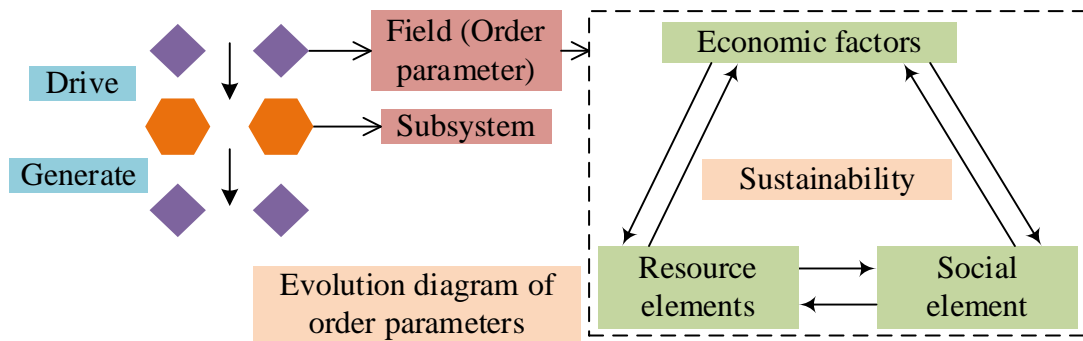 Drive
Generate
Field (Order
parameter)
Subsystem
Evolution diagram of
order parameters
Economic factors
Sustainability
Resource
elements
Social
element